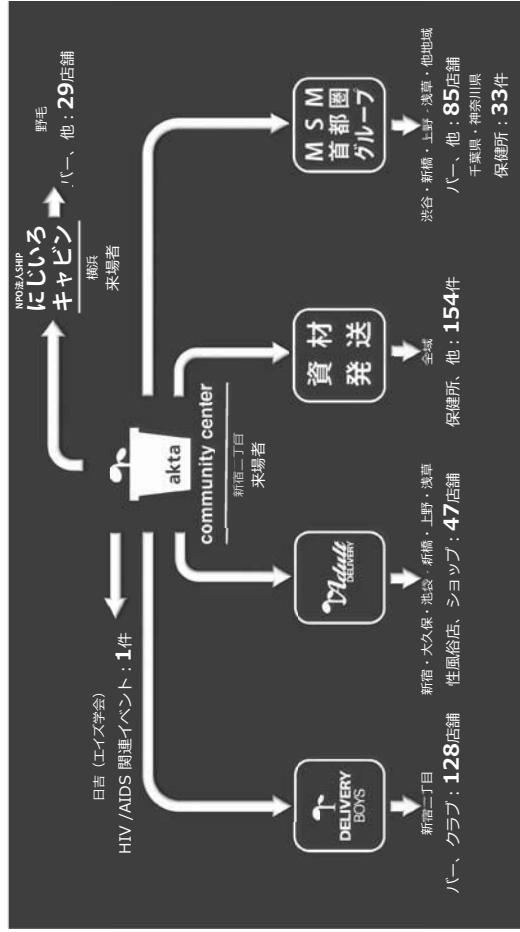 NPO法人SHIP
にじいろ
キャビン
横浜
来場者
野毛
バー、他：29店舗
日吉（エイズ学会）
HIV /AIDS 関連イベント：1件
akta
community center
新宿二丁目
来場者
DELIVERY
BOYS
新宿二丁目
バー、クラブ：128店舗
Adult
DELIVERY
新宿・大久保・池袋・新橋・上野・浅草
性風俗店、ショップ：47店舗
資材
発送
全域
保健所、他：154件
MSM
首都圏
グループ
渋谷・新橋・上野・浅草・他地域
バー、他：85店舗
千葉県・神奈川県
保健所：33件